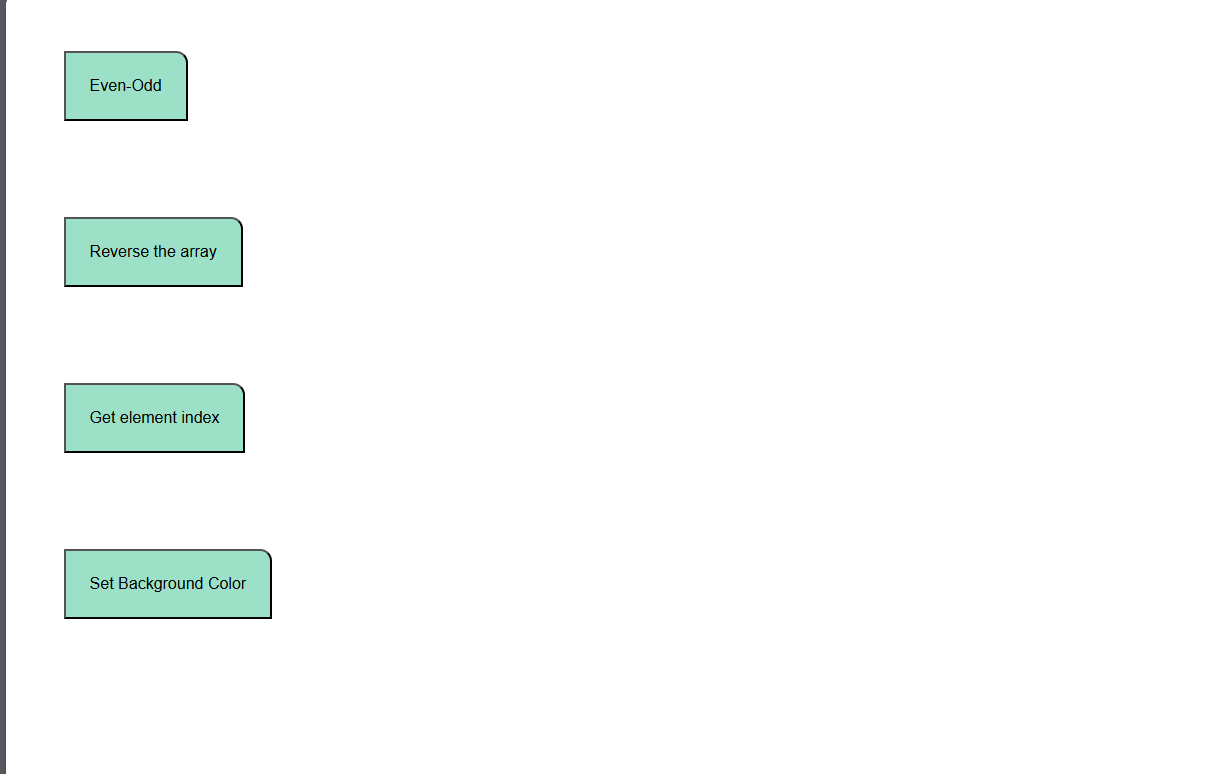 Even-Odd
Reverse the array
Get element index
Set Background Color